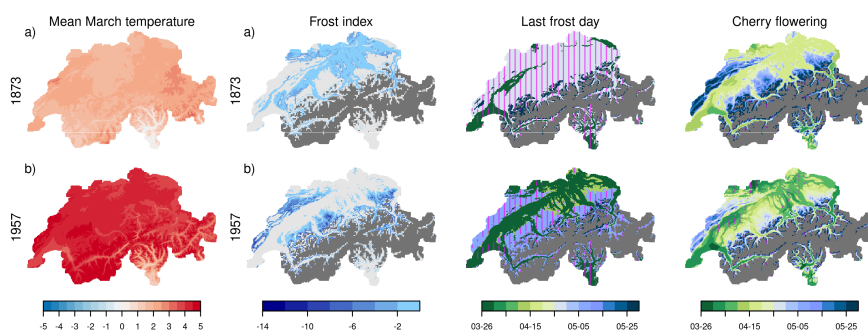 Mean March temperature Frost index Last frost day Cherry flowering
a) a)
1873 1873
b) b)
1957 1957
-5 -4 -3 -2 -1 0 1 2 3 4 5 -14 -10 -6 -2 03-26 04-15 05-05 05-25 03-26 04-15 05-05 05-25